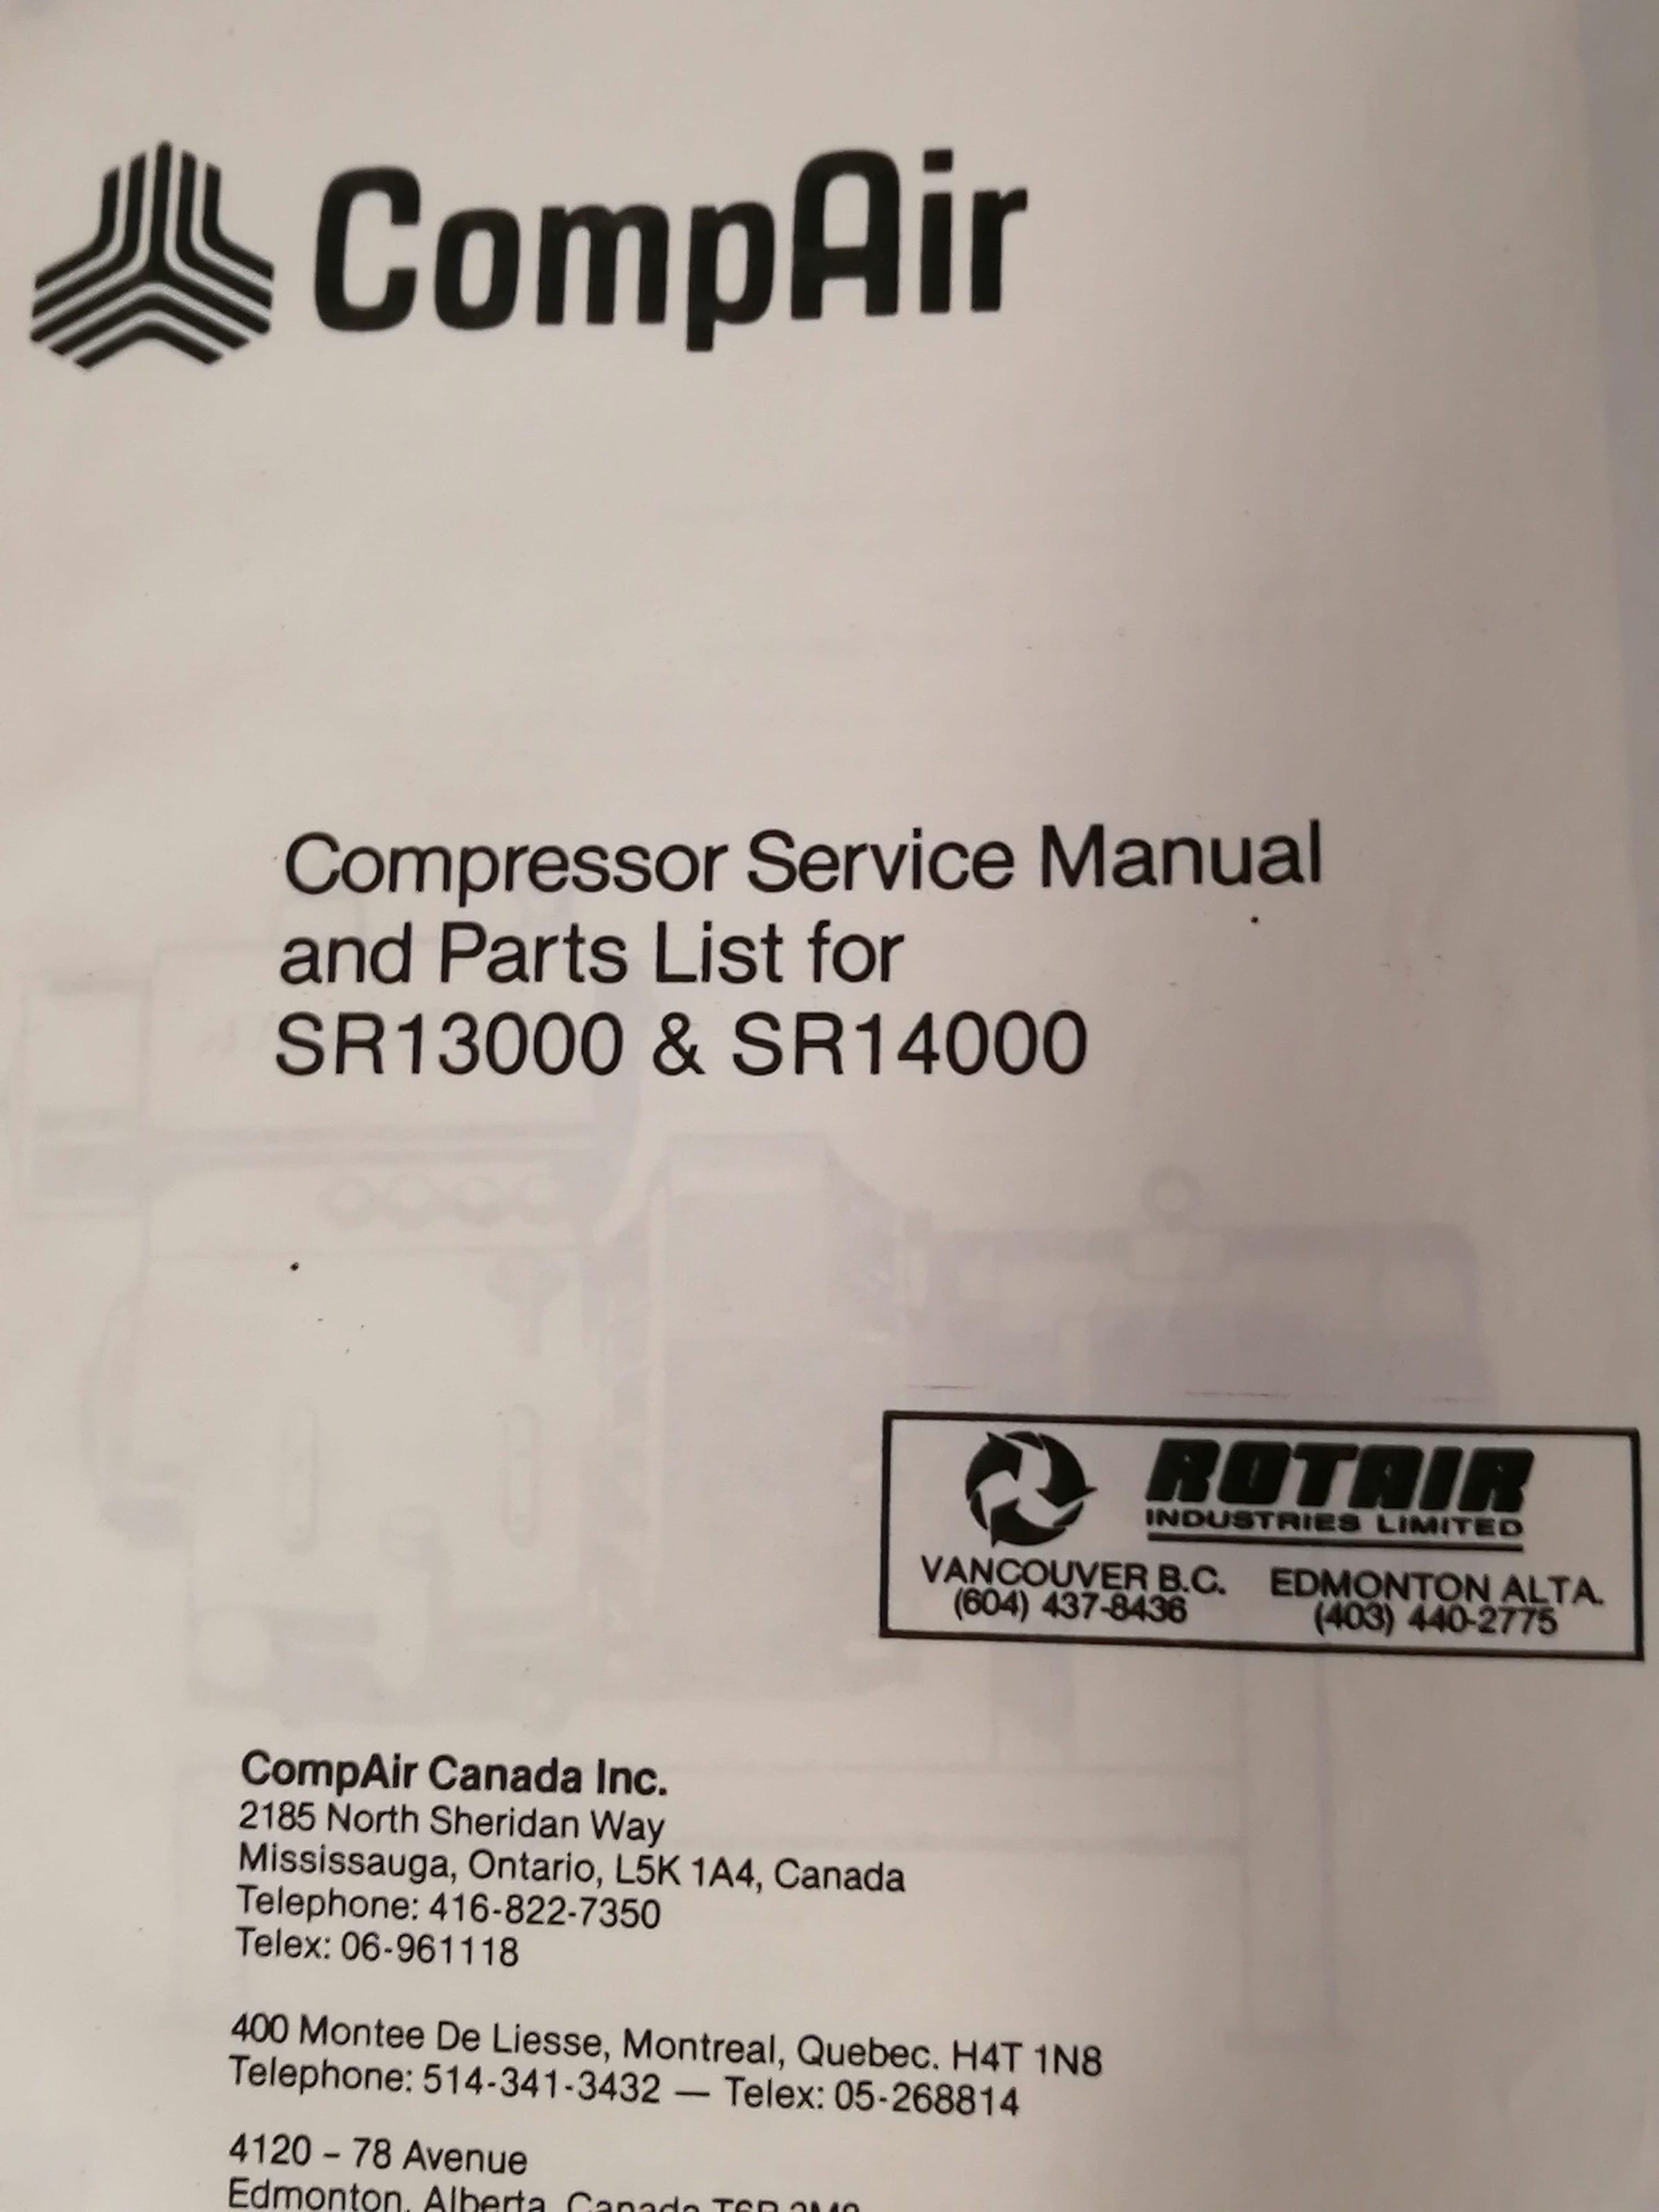 CompAir
Compressor Service Manual
and Parts List for
SR13000 & SR14000
ROTAIR
INDUSTRIES LIMITED
VANCOUVER B.C. EDMONTON ALTA.
(604) 437-8436 (403) 440-2775
CompAir Canada Inc.
2185 North Sheridan Way
Mississauga, Ontario, L5K 1A4, Canada
Telephone: 416-822-7350
Telex: 06-961118
400 Montee De Liesse, Montreal, Quebec. H4T 1N8
Telephone: 514-341-3432 — Telex: 05-268814
4120 - 78 Avenue
Edmonton, Alberta, Canada